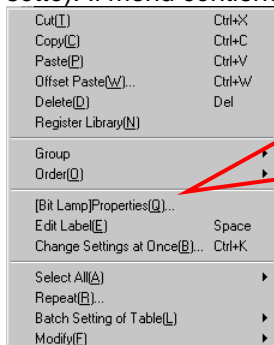 Cut(T) Ctrl+X
Copy(C) Ctrl+C
Paste(P) Ctrl+V
Offset Paste(W)... Ctrl+W
Delete(D) Del
Register Library(N)
Group
Order(O)
[Bit Lamp]Properties(Q)...
Edit Label(E) Space
Change Settings at Once(B)... Ctrl+K
Select All(A)
Repeat(R)...
Batch Setting of Table(L)
Modify(F)